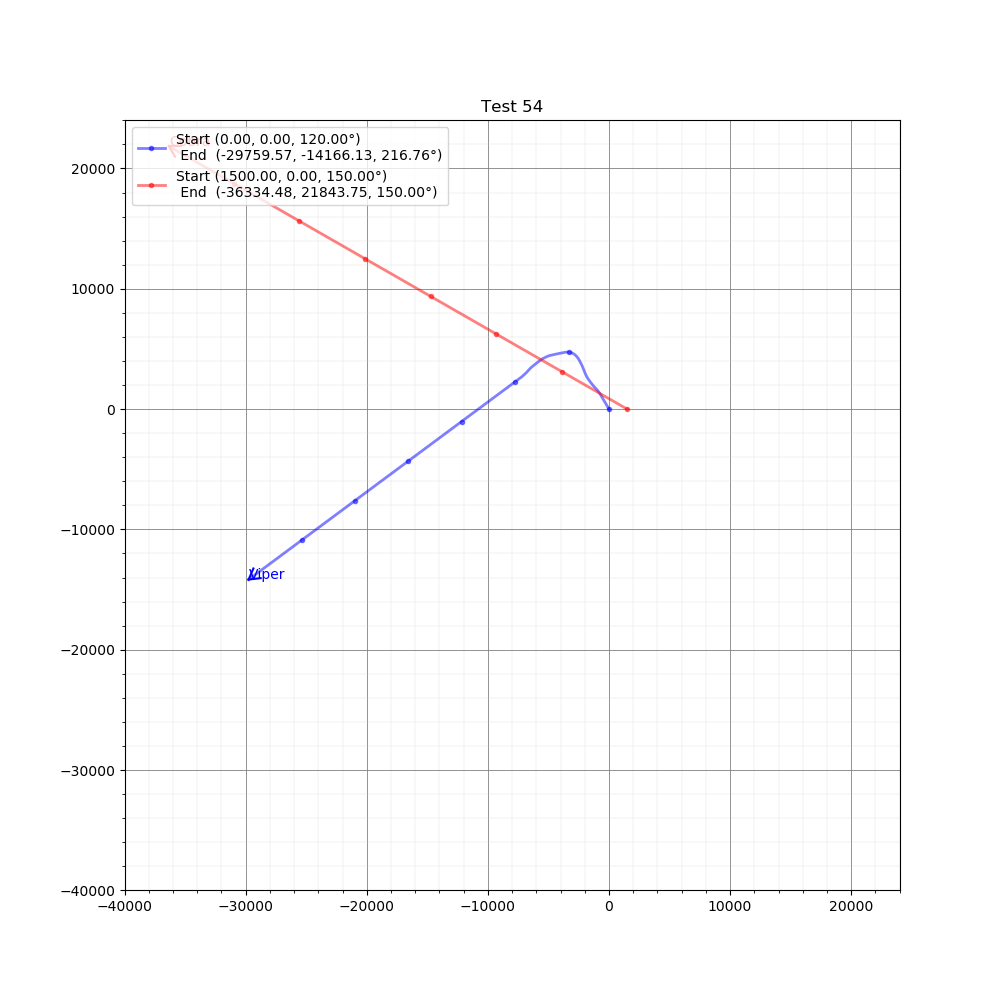 Test 54
Start (0.00, 0.00, 120.00°)
End (-29759.57, -14166.13, 216.76°)
Start (1500.00, 0.00, 150.00°)
End (-36334.48, 21843.75, 150.00°)
20000
10000
0
−10000
Viper
−20000
−30000
−40000
−40000 −30000 −20000 −10000 0 10000 20000